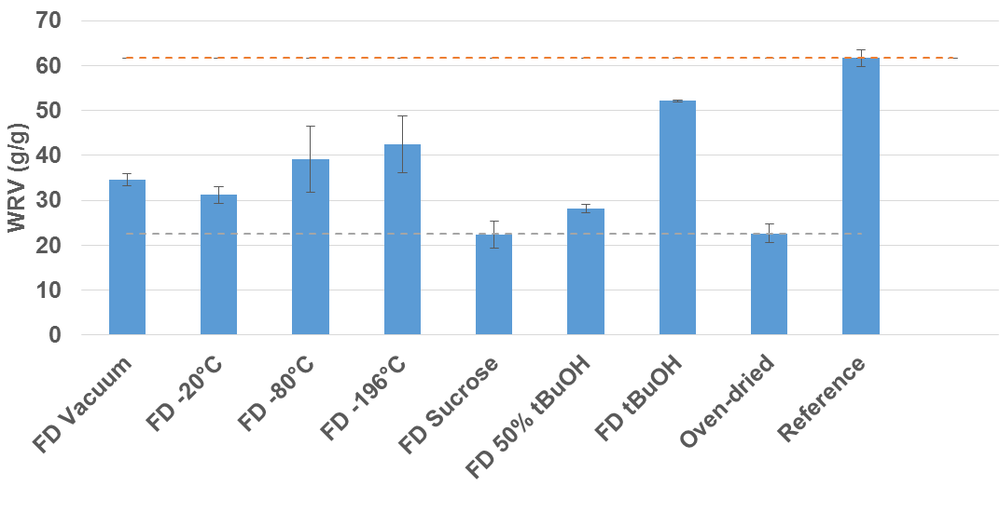 70
60
50
40
30
20
10
0
WRV (g/g)
FD Vacuum
FD -20°C
FD -80°C
FD -196°C
FD Sucrose
FD 50% tBuOH
FD tBuOH
Oven-dried
Reference